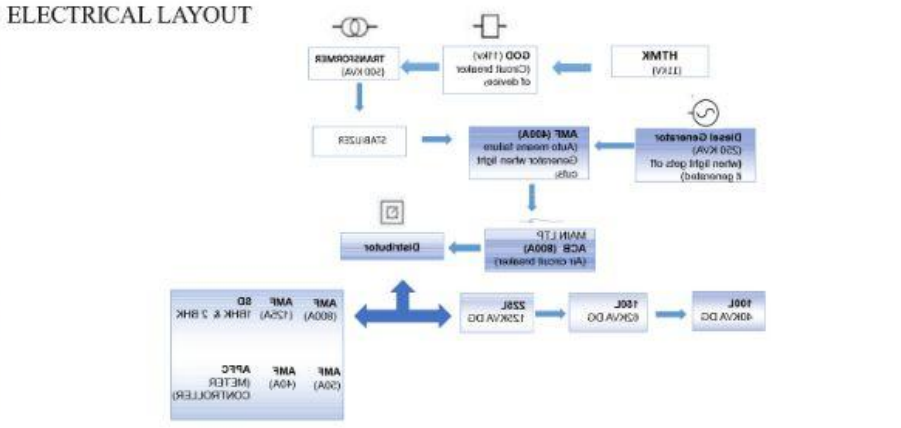 ELECTRICAL LAYOUT
TRANSFORMER
(500 KVA)
GOD (11kv)
(Circuit breaker
of device)
HTMK
(11KV)
STABILIZER
AMF (400A)
(Auto means failure
Generator when light
cuts)
Diesel Generator
(250 KVA)
(when light gets off
it generated)
Distributor
MAIN LTP
ACB (800A)
(Air circuit breaker)
SD AMF AMF
1BHK & 2 BHK (125A) (800A)
APFC AMF AMF
(METER (40A) (50A)
CONTROLLER)
225L
125KVA DG
150L
62KVA DG
100L
40KVA DG